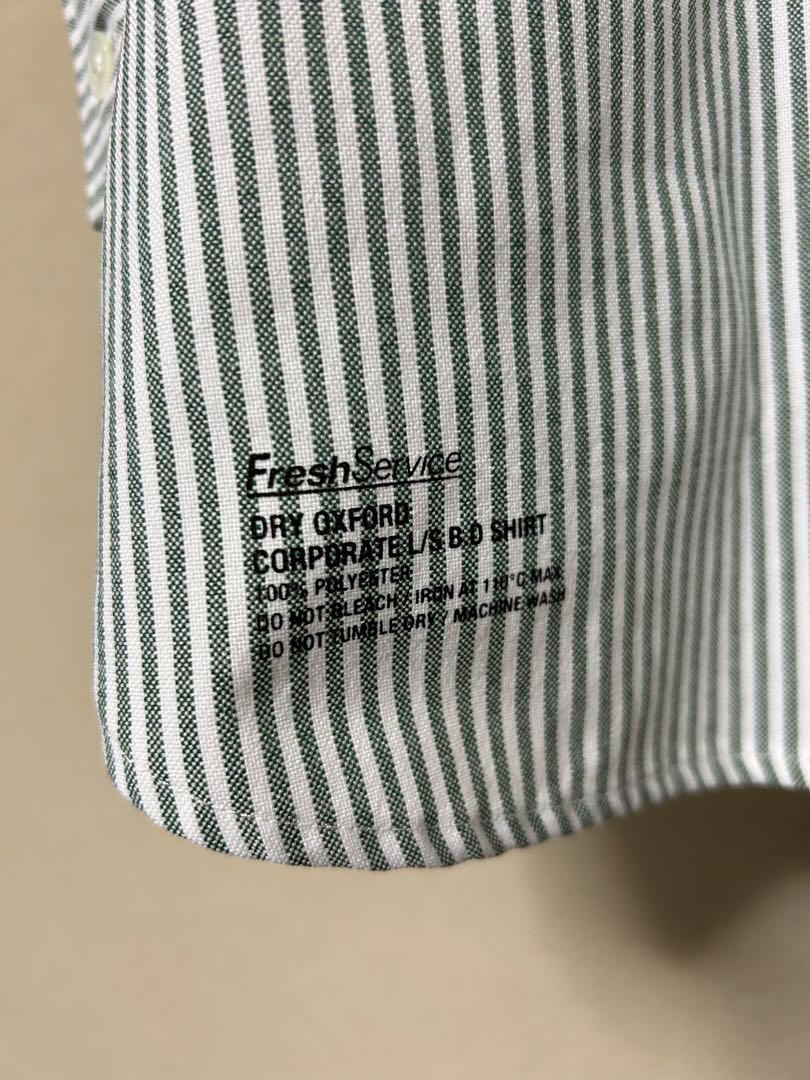 FreshService
DRY OXFORD
CORPORATE L/S B.D SHIRT
100% POLYESTER
DO NOT BLEACH / IRON AT 110°C MAX
DO NOT TUMBLE DRY / MACHINE WASH